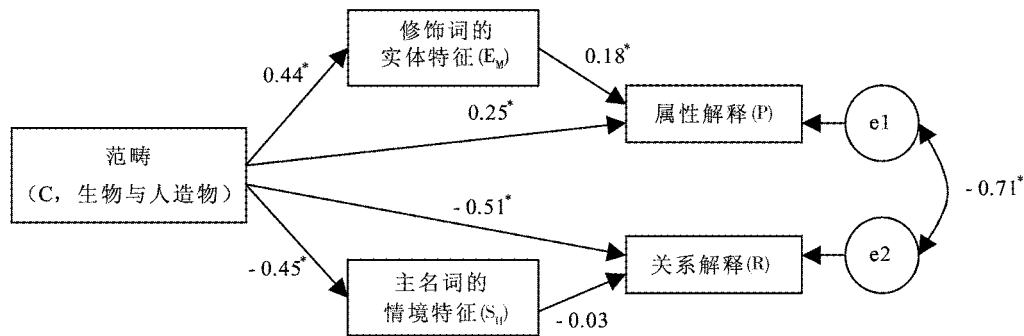 修饰词的
实体特征(E_M)
0.44*
0.18*
0.25*
属性解释(P)
e1
范畴
（C，生物与人造物）
- 0.71*
- 0.51*
- 0.45*
关系解释(R)
e2
主名词的
情境特征(S_H)
- 0.03